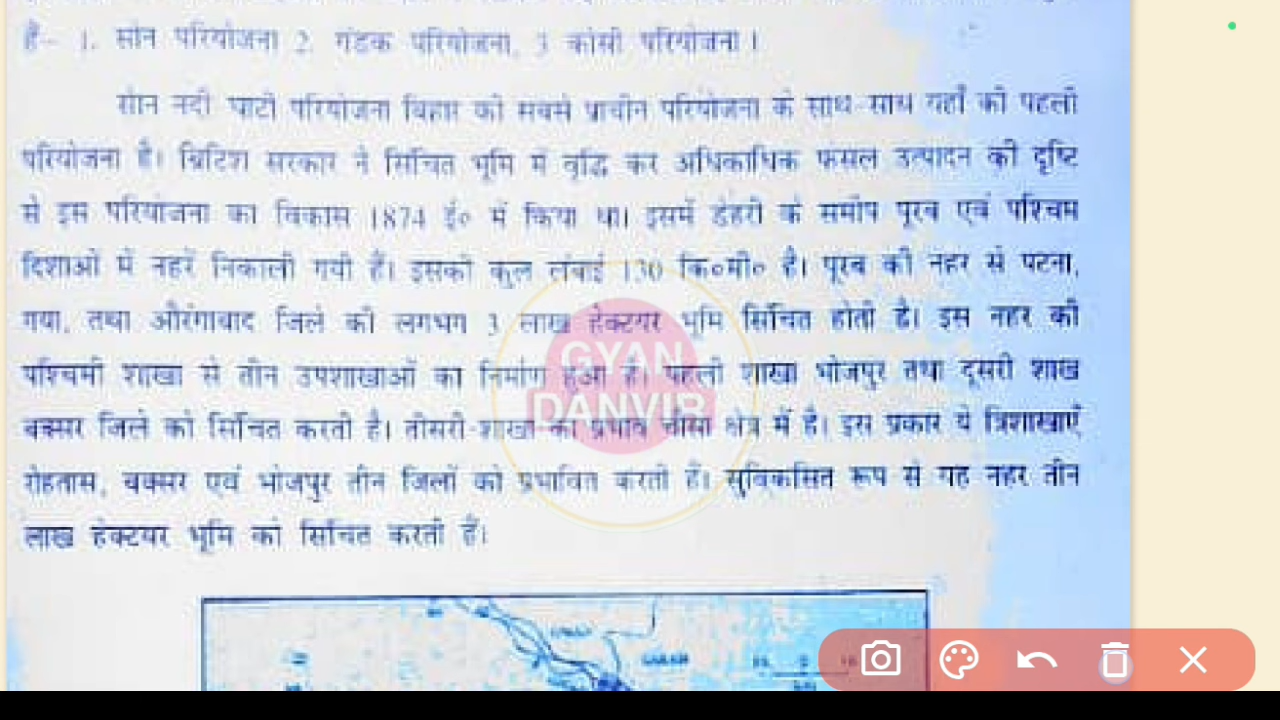 हैं– 1. सोन परियोजना 2. गंडक परियोजना, 3 कोसी परियोजना।
सोन नदी घाटी परियोजना बिहार की सबसे प्राचीन परियोजना के साथ-साथ यहाँ की पहली
परियोजना है। ब्रिटिश सरकार ने सिंचित भूमि में वृद्धि कर अधिकाधिक फसल उत्पादन की दृष्टि
से इस परियोजना का विकास 1874 ई० में किया था। इसमें डेहरी के समीप पूरब एवं पश्चिम
दिशाओं में नहरें निकाली गयी हैं। इसकी कुल लंबाई 130 कि०मी० है। पूरब की नहर से पटना,
गया, तथा औरंगाबाद जिले की लगभग 3 लाख हेक्टयर भूमि सिंचित होती है। इस नहर की
पश्चिमी शाखा से तीन उपशाखाओं का निर्माण हुआ है। पहली शाखा भोजपुर तथा दूसरी शाख
बक्सर जिले को सिंचित करती है। तीसरी-शाखा का प्रभाव चौसा क्षेत्र में है। इस प्रकार ये त्रिशाखाएँ
रोहतास, बक्सर एवं भोजपुर तीन जिलों को प्रभावित करती हैं। सुविकसित रूप से यह नहर तीन
लाख हेक्टयर भूमि को सिंचित करती हैं।
GYAN
DANVIR